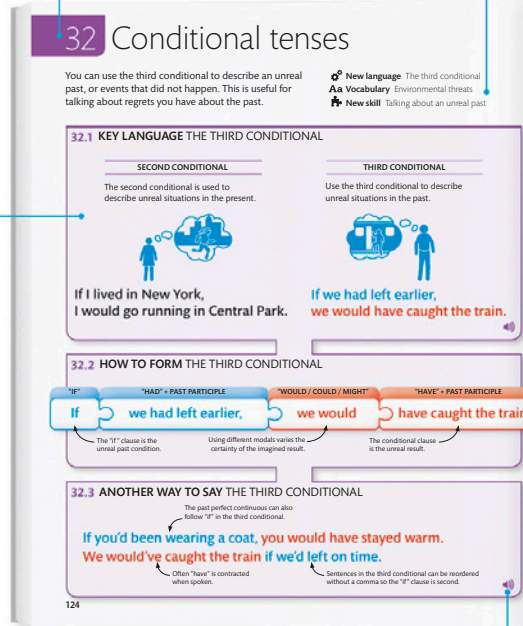 32 Conditional tenses
You can use the third conditional to describe an unreal
past, or events that did not happen. This is useful for
talking about regrets you have about the past.
New language The third conditional
Aa Vocabulary Environmental threats
New skill Talking about an unreal past
32.1 KEY LANGUAGE THE THIRD CONDITIONAL
SECOND CONDITIONAL
The second conditional is used to
describe unreal situations in the present.
If I lived in New York,
I would go running in Central Park.
THIRD CONDITIONAL
Use the third conditional to describe
unreal situations in the past.
If we had left earlier,
we would have caught the train.
32.2 HOW TO FORM THE THIRD CONDITIONAL
"IF" "HAD" + PAST PARTICIPLE "WOULD / COULD / MIGHT" "HAVE" + PAST PARTICIPLE
If we had left earlier, we would have caught the train
The "if" clause is the
unreal past condition.
Using different modals varies the
certainty of the imagined result.
The conditional clause
is the unreal result.
32.3 ANOTHER WAY TO SAY THE THIRD CONDITIONAL
The past perfect continuous can also
follow "if" in the third conditional.
If you'd been wearing a coat, you would have stayed warm.
We would've caught the train if we'd left on time.
Often "have" is contracted
when spoken.
Sentences in the third conditional can be reordered
without a comma so the "if" clause is second.
124